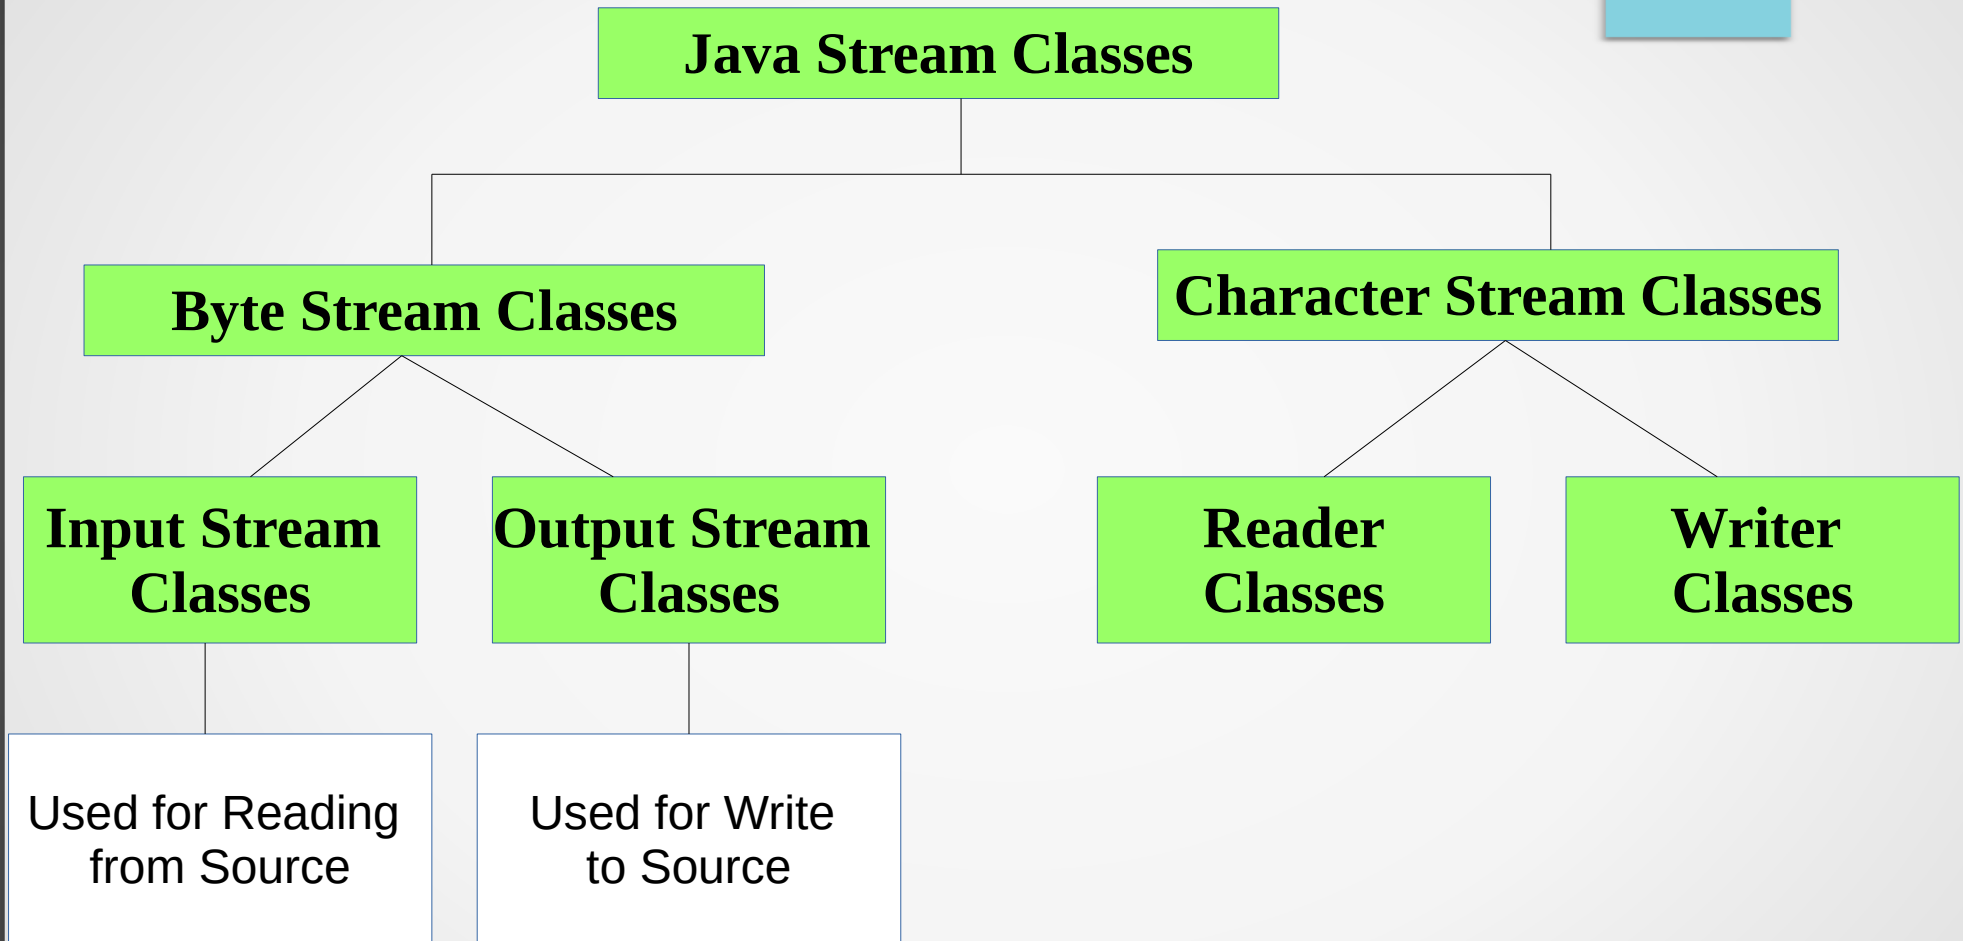 Java Stream Classes
Byte Stream Classes
Character Stream Classes
Input Stream
Classes
Output Stream
Classes
Reader
Classes
Writer
Classes
Used for Reading
from Source
Used for Write
to Source